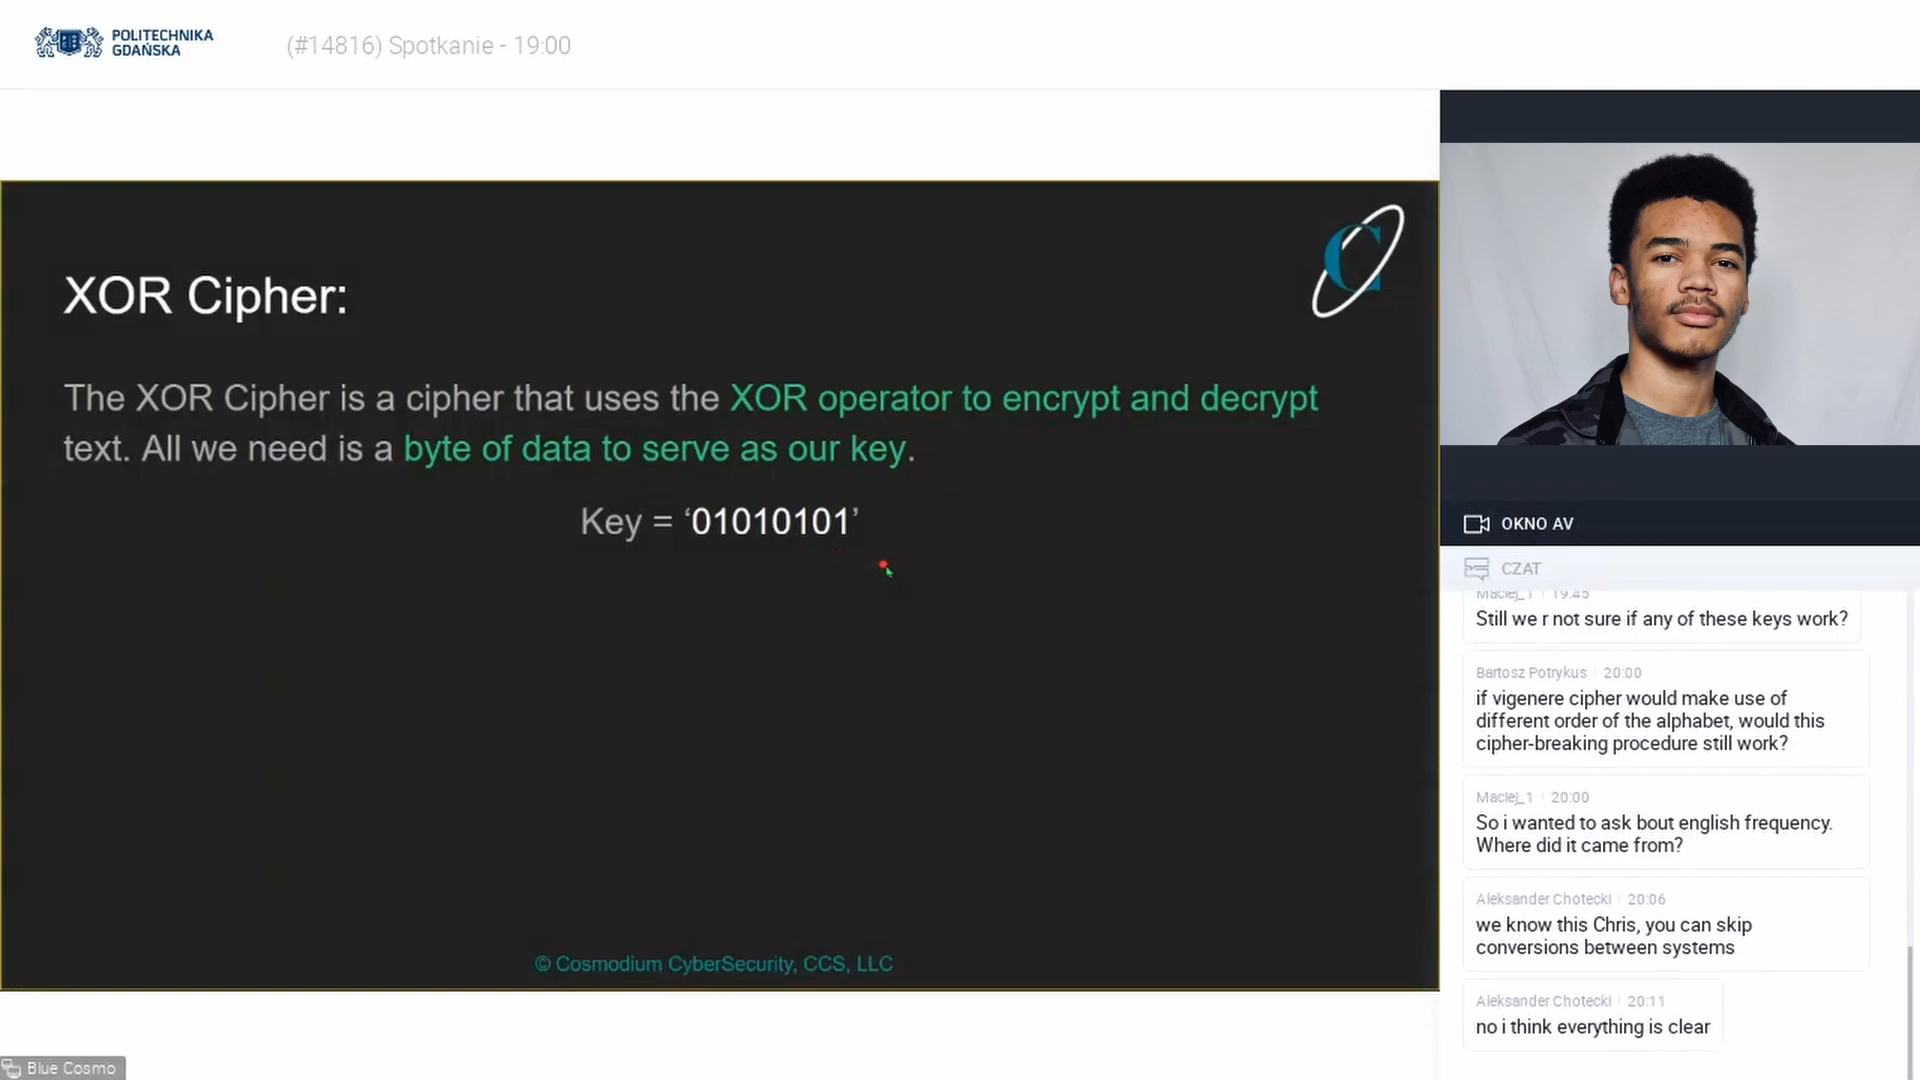 POLITECHNIKA
GDAŃSKA
(#14816) Spotkanie - 19:00
XOR Cipher:
The XOR Cipher is a cipher that uses the XOR operator to encrypt and decrypt
text. All we need is a byte of data to serve as our key.
Key = ‘01010101’
© Cosmodium CyberSecurity, CCS, LLC
Blue Cosmo
C
OKNO AV
CZAT
Maciej_1 19:45
Still we r not sure if any of these keys work?
Bartosz Potrykus 20:00
if vigenere cipher would make use of
different order of the alphabet, would this
cipher-breaking procedure still work?
Maciej_1 20:00
So i wanted to ask bout english frequency.
Where did it came from?
Aleksander Chotecki 20:06
we know this Chris, you can skip
conversions between systems
Aleksander Chotecki 20:11
no i think everything is clear